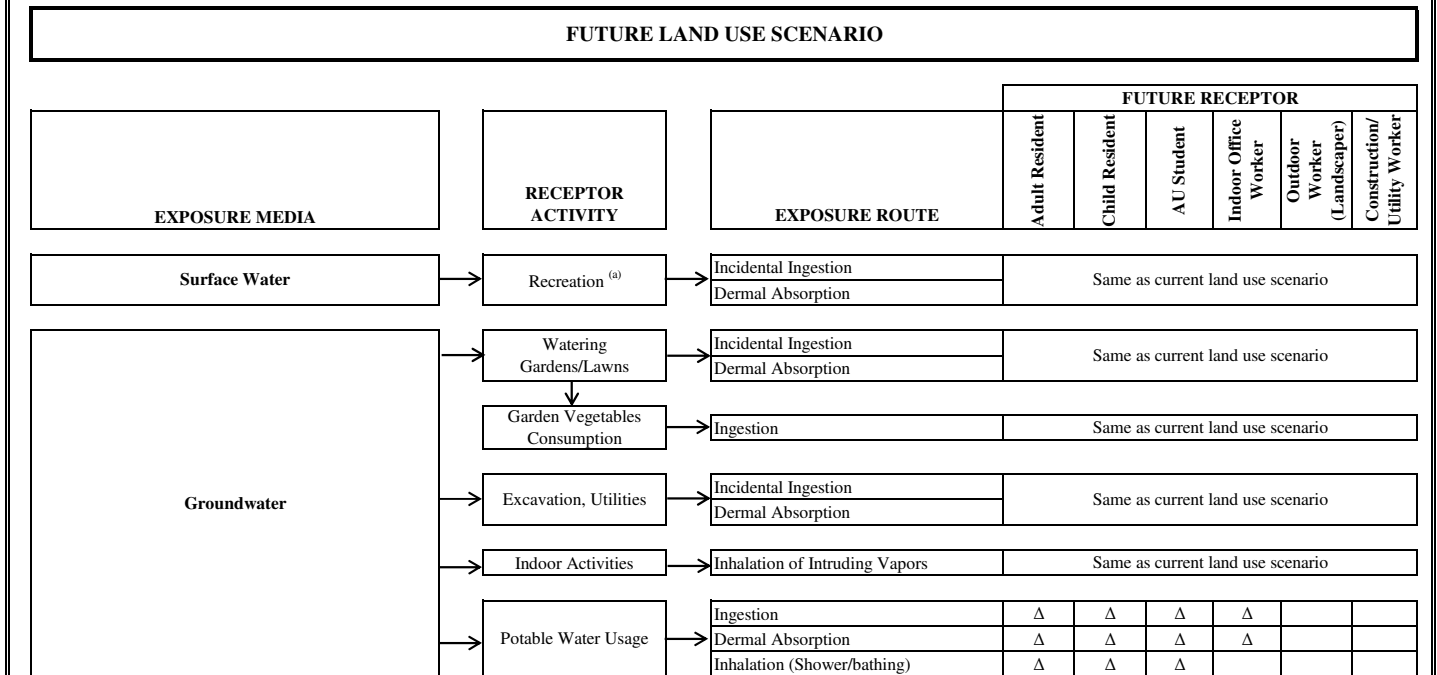 FUTURE LAND USE SCENARIO
FUTURE RECEPTOR
EXPOSURE MEDIA
RECEPTOR
ACTIVITY
EXPOSURE ROUTE
Adult Resident
Child Resident
AU Student
Indoor Office
Worker
Outdoor
Worker
(Landscaper)
Construction/
Utility Worker
Surface Water
Recreation (a)
Incidental Ingestion
Dermal Absorption
Same as current land use scenario
Groundwater
Watering
Gardens/Lawns
Incidental Ingestion
Dermal Absorption
Same as current land use scenario
Garden Vegetables
Consumption
Ingestion
Same as current land use scenario
Excavation, Utilities
Incidental Ingestion
Dermal Absorption
Same as current land use scenario
Indoor Activities
Inhalation of Intruding Vapors
Same as current land use scenario
Potable Water Usage
Ingestion Δ Δ Δ Δ
Dermal Absorption Δ Δ Δ Δ
Inhalation (Shower/bathing) Δ Δ Δ